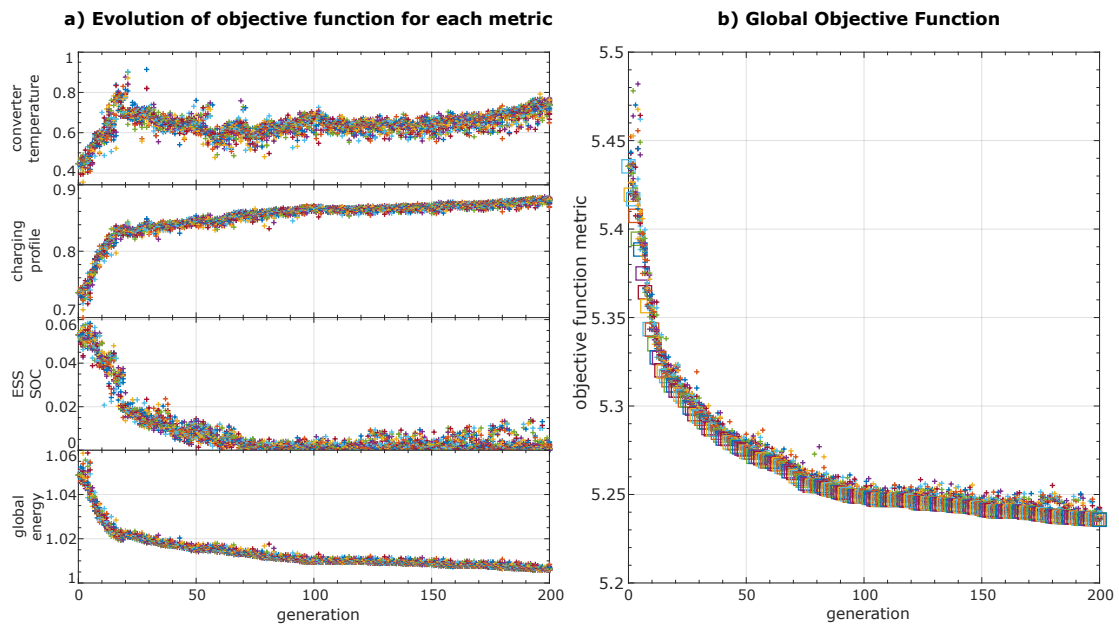 a) Evolution of objective function for each metric
converter
temperature
1
0.8
0.6
0.4
charging
profile
0.9
0.8
0.7
ESS
SOC
0.06
0.04
0.02
0
global
energy
1.06
1.04
1.02
1
0
50
100
150
200
generation
b) Global Objective Function
objective function metric
5.5
5.45
5.4
5.35
5.3
5.25
5.2
0
50
100
150
200
generation